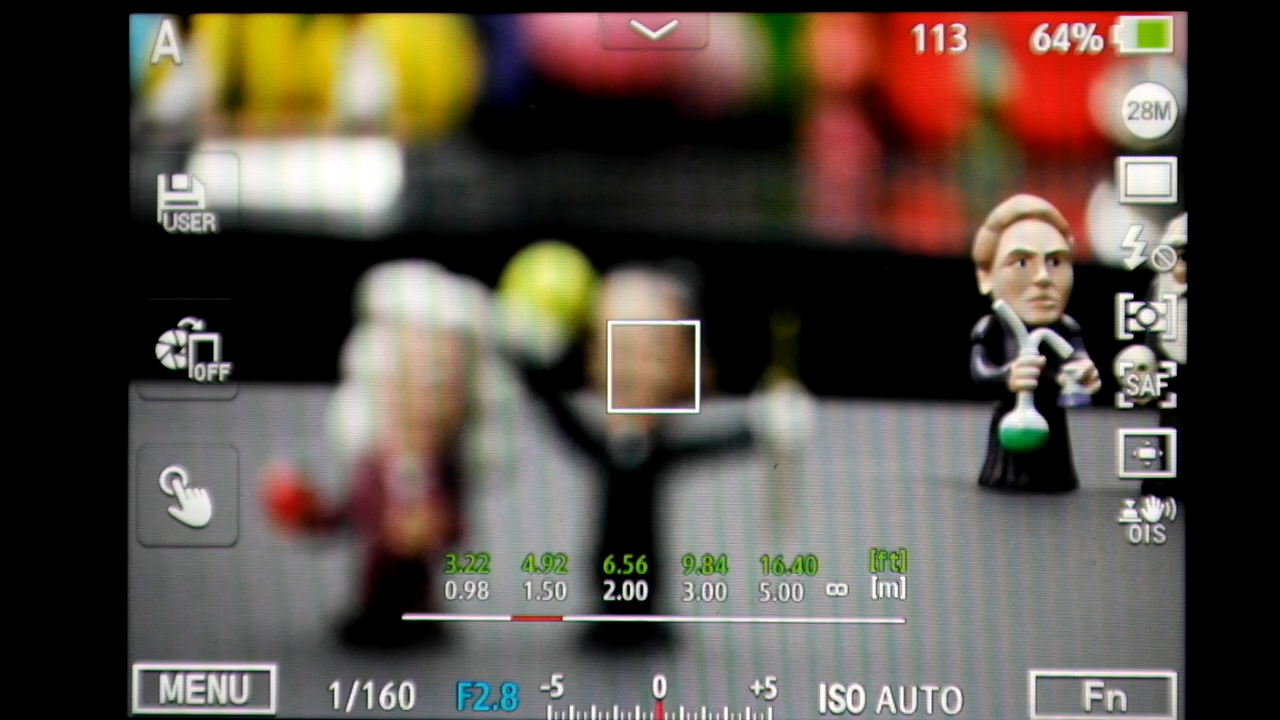 A
113
64%
28M
USER
OFF
SAF
OIS
3.22 4.92 6.56 9.84 16.40 [ft]
0.98 1.50 2.00 3.00 5.00 ∞ [m]
MENU 1/160 F2.8 -5 0 +5 ISO AUTO Fn